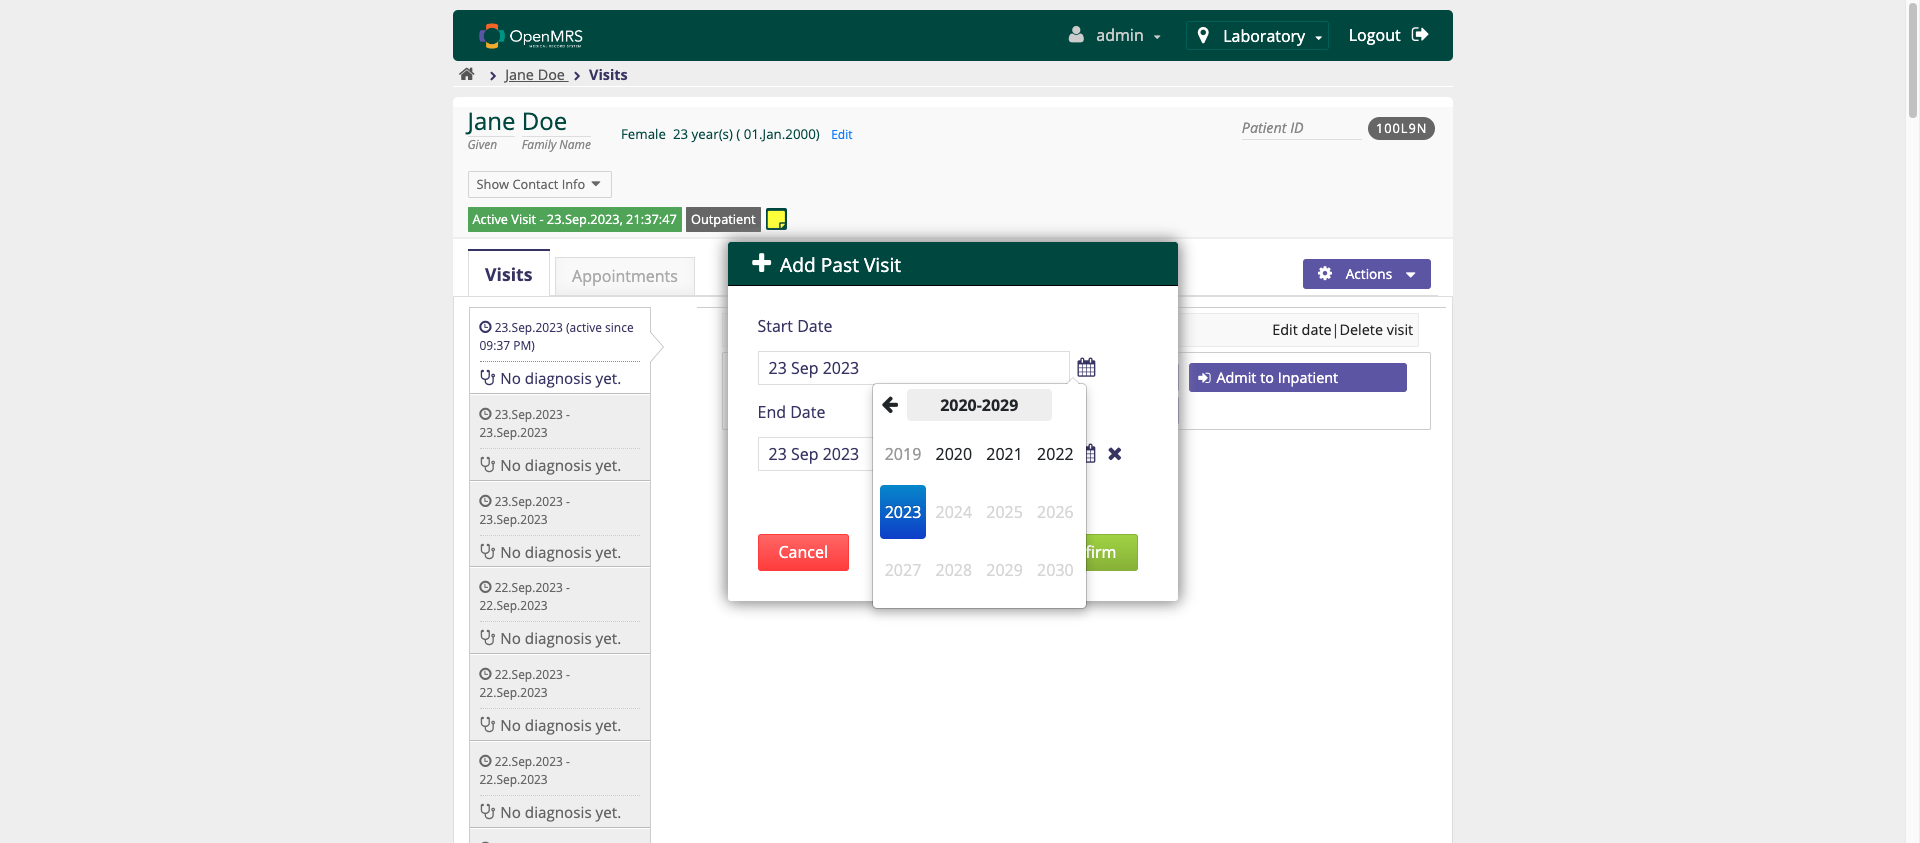 OpenMRS
MEDICAL RECORD SYSTEM
admin
Laboratory
Logout
Jane Doe
Visits
Jane Doe
Given
Family Name
Female 23 year(s) ( 01.Jan.2000) Edit
Patient ID
100L9N
Show Contact Info
Active Visit - 23.Sep.2023, 21:37:47
Outpatient
Visits
Appointments
Actions
23.Sep.2023 (active since
09:37 PM)
No diagnosis yet.
23.Sep.2023 -
23.Sep.2023
No diagnosis yet.
23.Sep.2023 -
23.Sep.2023
No diagnosis yet.
22.Sep.2023 -
22.Sep.2023
No diagnosis yet.
22.Sep.2023 -
22.Sep.2023
No diagnosis yet.
22.Sep.2023 -
22.Sep.2023
No diagnosis yet.
Edit date|Delete visit
Admit to Inpatient
Add Past Visit
Start Date
23 Sep 2023
End Date
23 Sep 2023
Cancel
firm
2020-2029
2019 2020 2021 2022
2023 2024 2025 2026
2027 2028 2029 2030